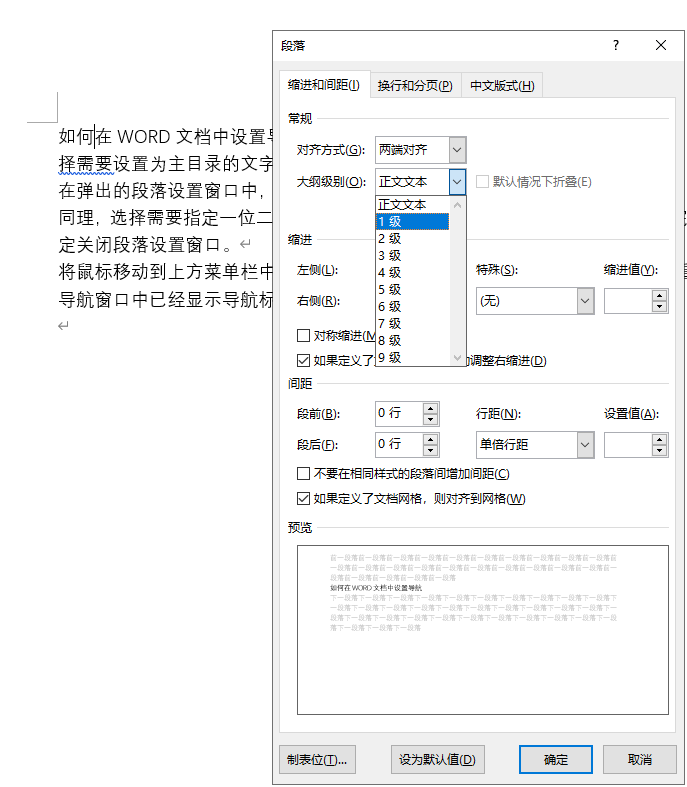 段落
?
缩进和间距(I) 换行和分页(P) 中文版式(H)
如何在 WORD 文档中设置
择需要设置为主目录的文字
在弹出的段落设置窗口中，
同理，选择需要指定一位二
定关闭段落设置窗口。
将鼠标移动到上方菜单栏中
导航窗口中已经显示导航标
常规
对齐方式(G): 两端对齐
大纲级别(O): 正文文本 默认情况下折叠(E)
正文文本
1 级
2 级
3 级
4 级
5 级
6 级
7 级
8 级
9 级
缩进
左侧(L): 特殊(S): 缩进值(Y):
右侧(R): (无)
对称缩进(M
如果定义了 调整右缩进(D)
间距
段前(B): 0 行 行距(N): 设置值(A):
段后(F): 0 行 单倍行距
不要在相同样式的段落间增加间距(C)
如果定义了文档网格，则对齐到网格(W)
预览
前一段落前一段落前一段落前一段落前一段落前一段落前一段落前一段落前一段落前一段落前
一段落前一段落前一段落前一段落前一段落前一段落前一段落前一段落前一段落前一段落前一
段落前一段落前一段落前一段落前一段落
如何在 WORD 文档中设置导航
下一段落下一段落下一段落下一段落下一段落下一段落下一段落下一段落下一段落下一段落下
一段落下一段落下一段落下一段落下一段落下一段落下一段落下一段落下一段落下一段落下一
段落下一段落下一段落下一段落下一段落下一段落下一段落下一段落下一段落下一段落下一段
落下一段落下一段落下一段落
制表位(T)... 设为默认值(D) 确定 取消